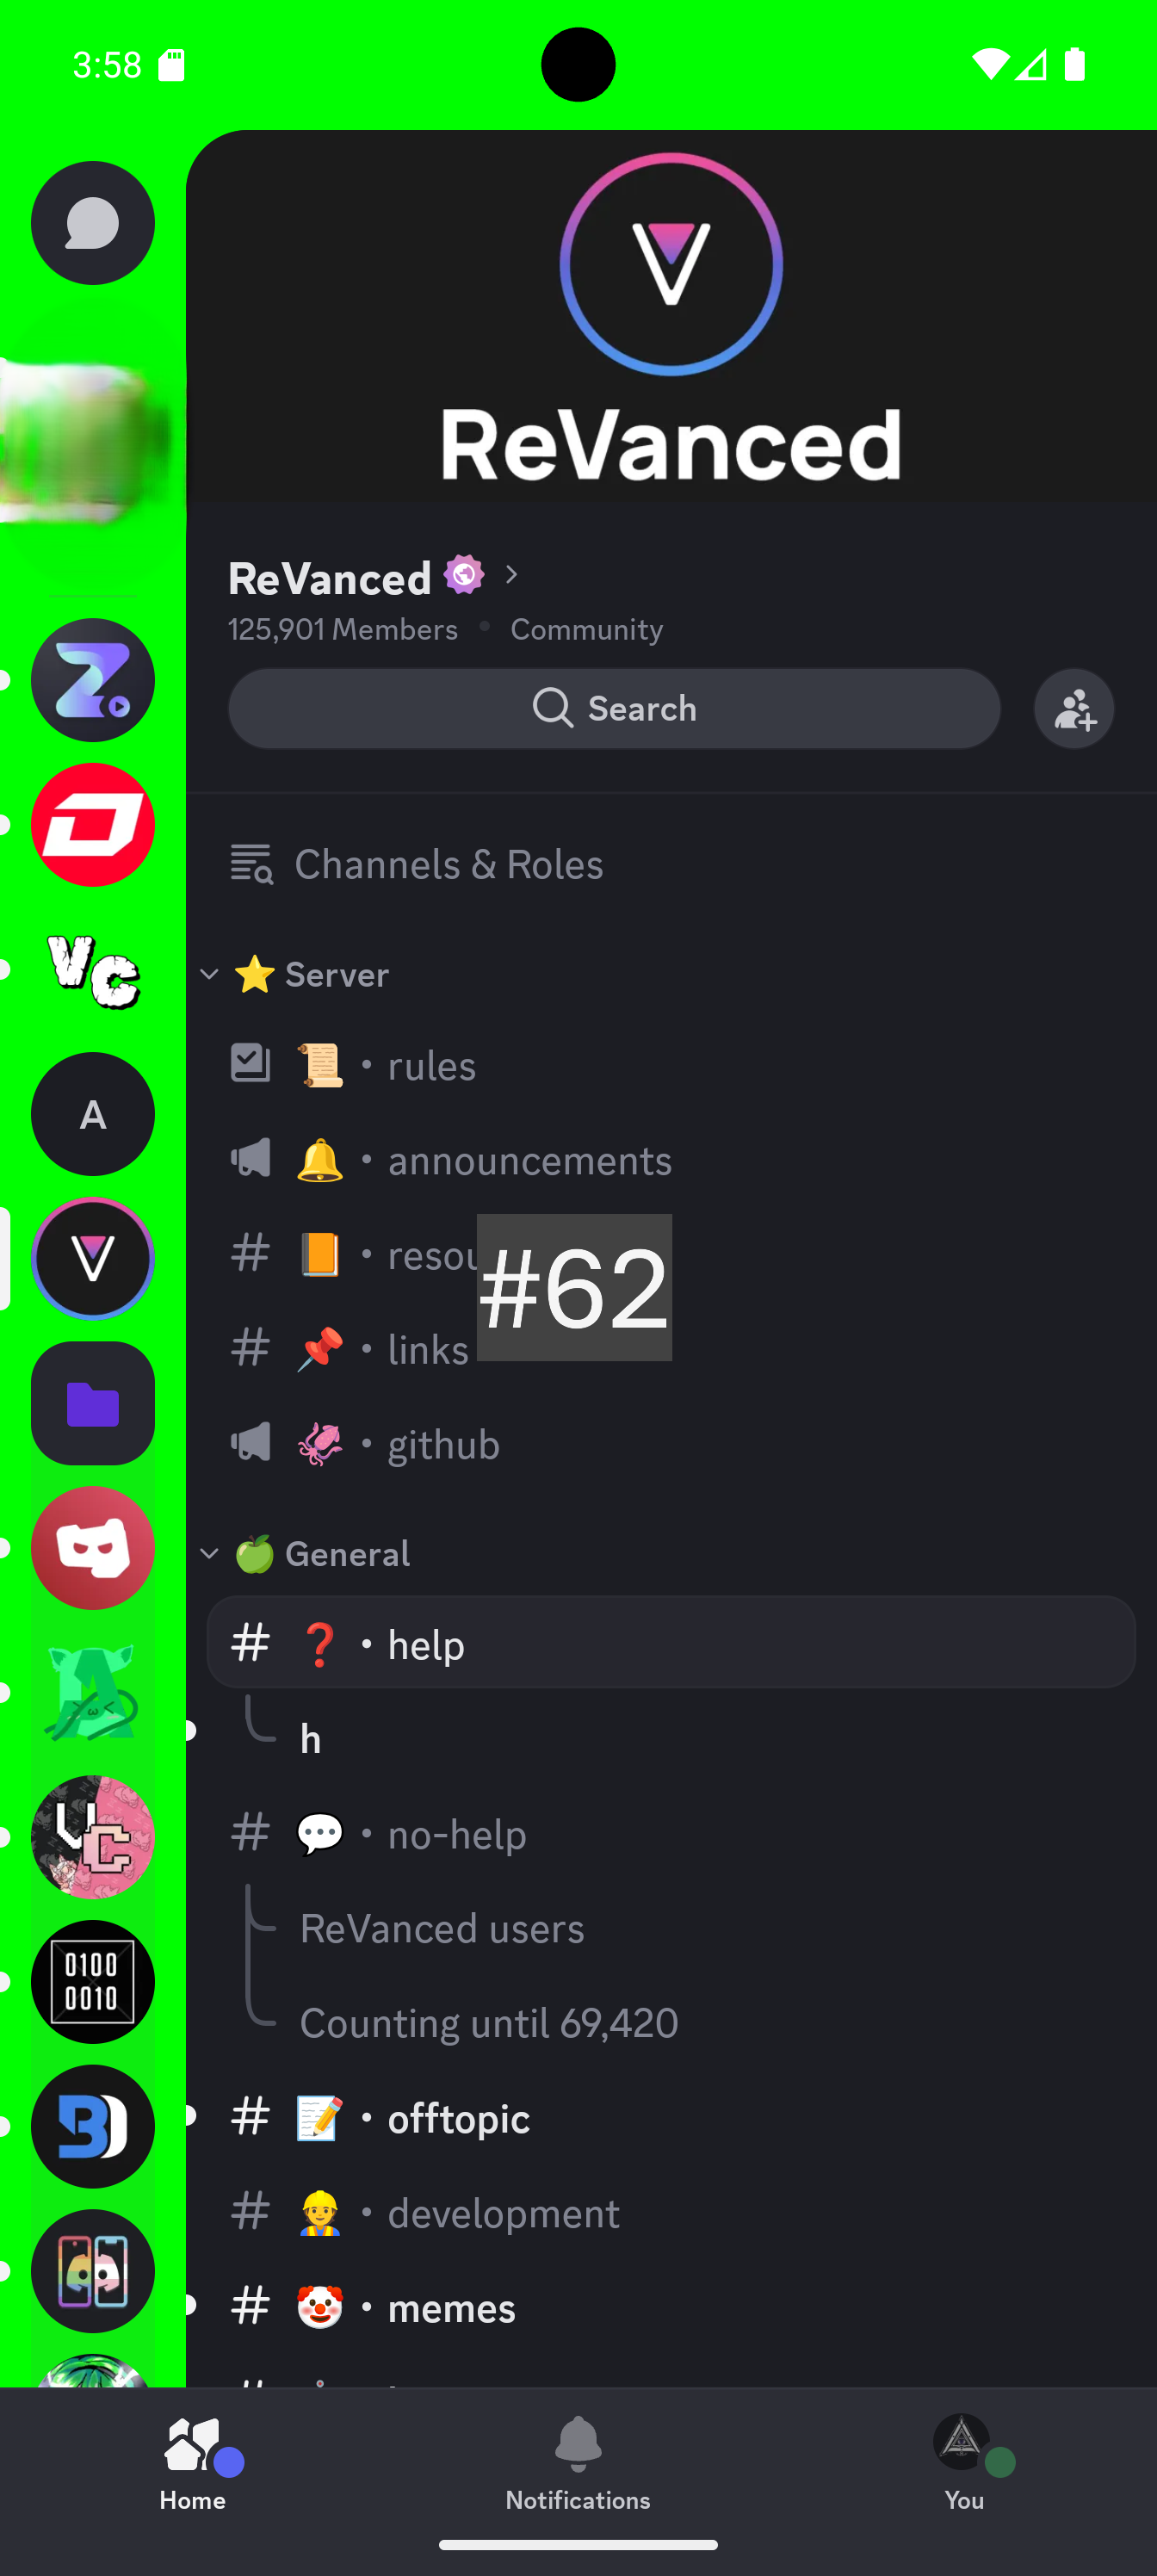 3:58
ReVanced
ReVanced
125,901 Members • Community
Search
Channels & Roles
⭐ Server
VC
📜 • rules
A
🔔 • announcements
V
# 📙 • resou
#62
# 📌 • links
🦑 • github
🍏 General
# ❓ • help
h
# 💬 • no-help
VC
ReVanced users
0100
0010
Counting until 69,420
# 📝 • offtopic
# 👷 • development
# 🤡 • memes
Home
Notifications
You